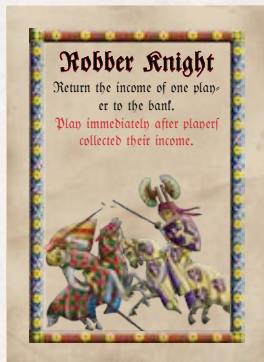 Robber Knight
Return the income of one play-
er to the bank.
Play immediately after players
collected their income.